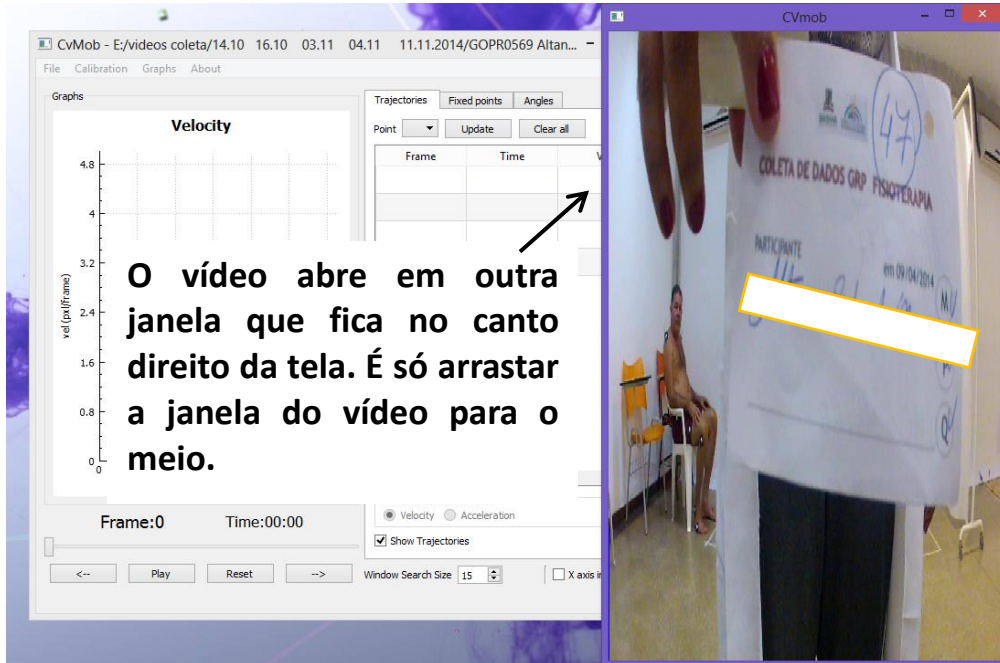 CvMob - E:/videos coleta/14.10 16.10 03.11 04.11 11.11.2014/GOPR0569 Altan...
File Calibration Graphs About
Graphs
Velocity
4.8
4
3.2
2.4
1.6
0.8
0
0
vel (pxl/frame)
Frame:0 Time:00:00
<-- Play Reset -->
Trajectories Fixed points Angles
Point Update Clear all
Frame Time V
Velocity Acceleration
Show Trajectories
Window Search Size 15 X axis in
O vídeo abre em outra
janela que fica no canto
direito da tela. É só arrastar
a janela do vídeo para o
meio.
CVmob
47
COLETA DE DADOS GRP FISIOTERAPIA
PARTICIPANTE
em 09/04/2014
M
Q